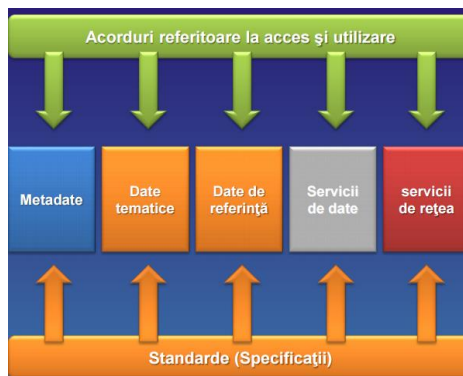 Acorduri referitoare la acces şi utilizare
Metadate
Date
tematice
Date de
referinţă
Servicii
de date
servicii
de reţea
Standarde (Specificaţii)